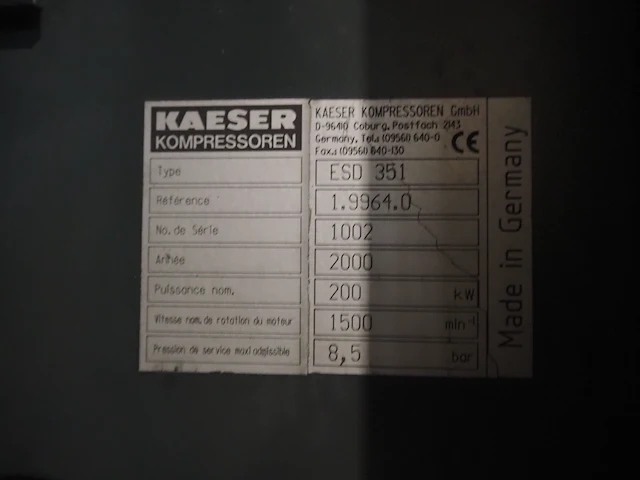 KAESER
KOMPRESSOREN
KAESER KOMPRESSOREN GmbH
D-96410 Coburg, Postfach 2143
Germany, Tel.: (09561) 640-0
Fax.: (09561) 640-130
CE
Type ESD 351
Référence 1.9964.0
No. de Série 1002
Année 2000
Puissance nom. 200 kW
Vitesse nom. de rotation du moteur 1500 min⁻¹
Pression de service maxi admissible 8,5 bar
Made in Germany